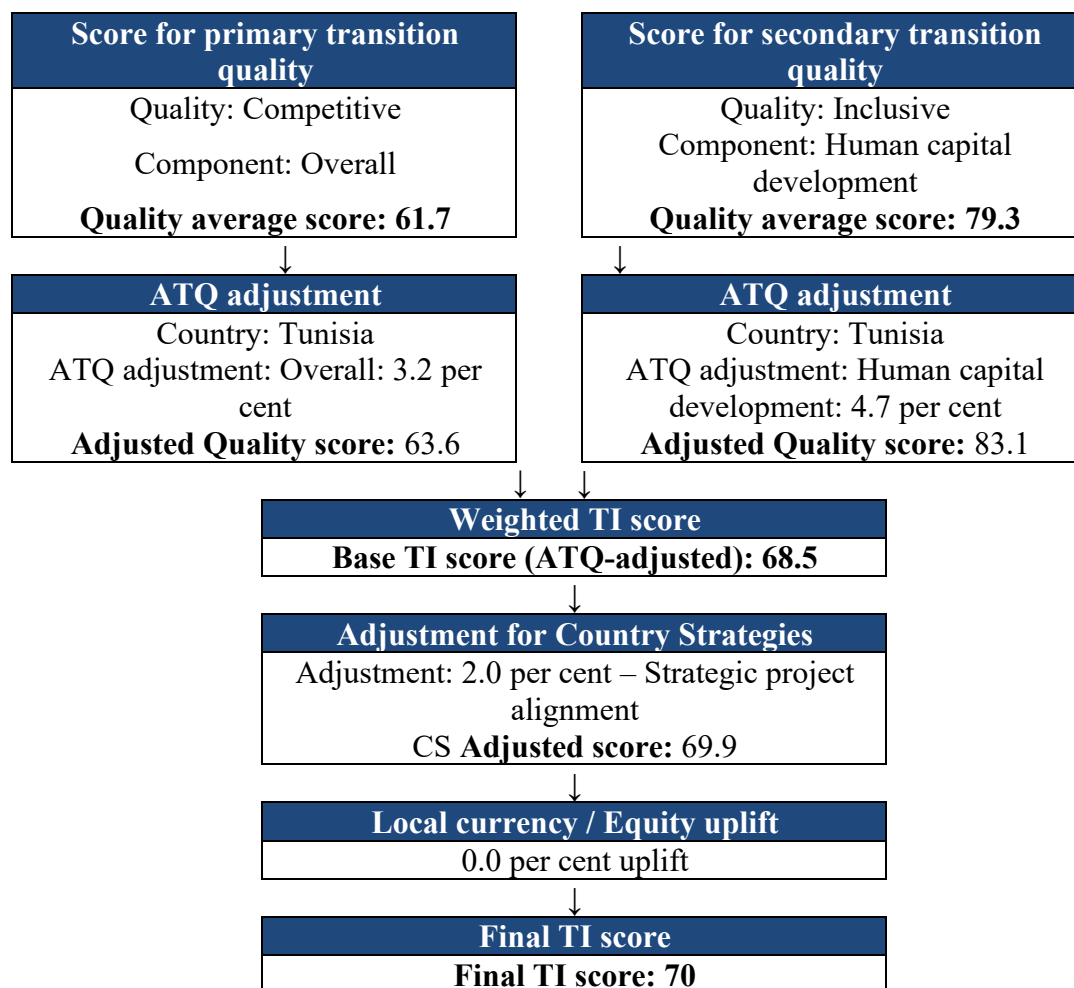 Score for primary transition
quality
Quality: Competitive
Component: Overall
Quality average score: 61.7
Score for secondary transition
quality
Quality: Inclusive
Component: Human capital
development
Quality average score: 79.3
↓
↓
ATQ adjustment
Country: Tunisia
ATQ adjustment: Overall: 3.2 per
cent
Adjusted Quality score: 63.6
ATQ adjustment
Country: Tunisia
ATQ adjustment: Human capital
development: 4.7 per cent
Adjusted Quality score: 83.1
↓ ↓
Weighted TI score
Base TI score (ATQ-adjusted): 68.5
↓
Adjustment for Country Strategies
Adjustment: 2.0 per cent – Strategic project
alignment
CS Adjusted score: 69.9
↓
Local currency / Equity uplift
0.0 per cent uplift
↓
Final TI score
Final TI score: 70